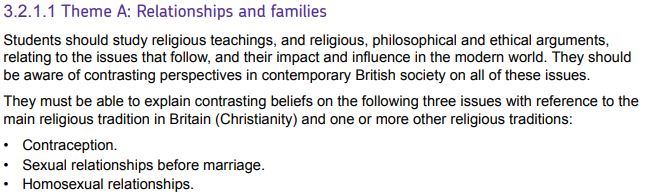 3.2.1.1 Theme A: Relationships and families
Students should study religious teachings, and religious, philosophical and ethical arguments,
relating to the issues that follow, and their impact and influence in the modern world. They should
be aware of contrasting perspectives in contemporary British society on all of these issues.
They must be able to explain contrasting beliefs on the following three issues with reference to the
main religious tradition in Britain (Christianity) and one or more other religious traditions:
• Contraception.
• Sexual relationships before marriage.
• Homosexual relationships.